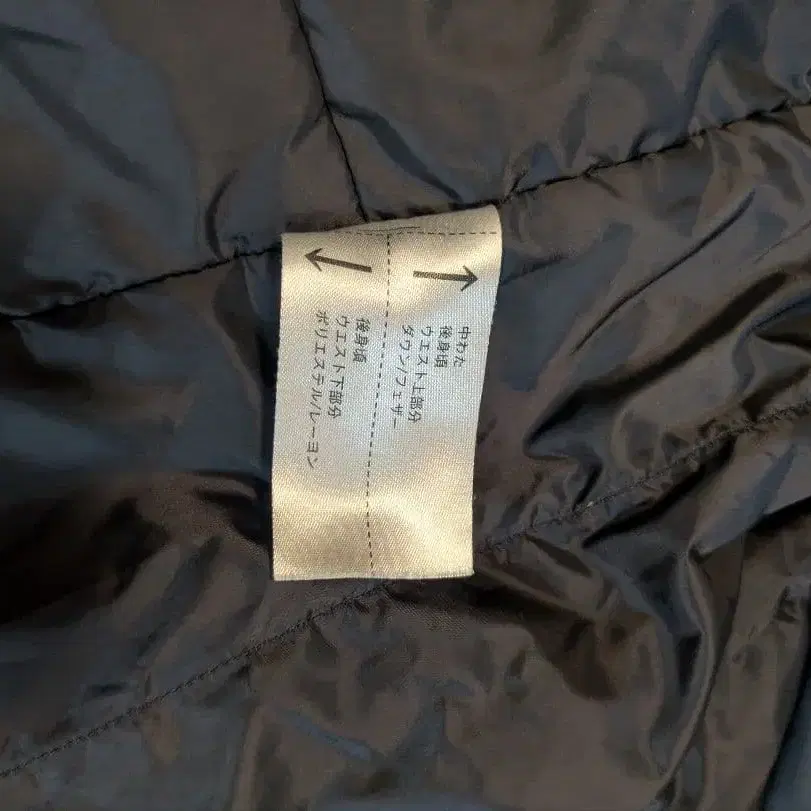 中わた
後身頃
ウエスト上部分
ダウン/フェザー
後身頃
ウエスト下部分
ポリエステル/レーヨン